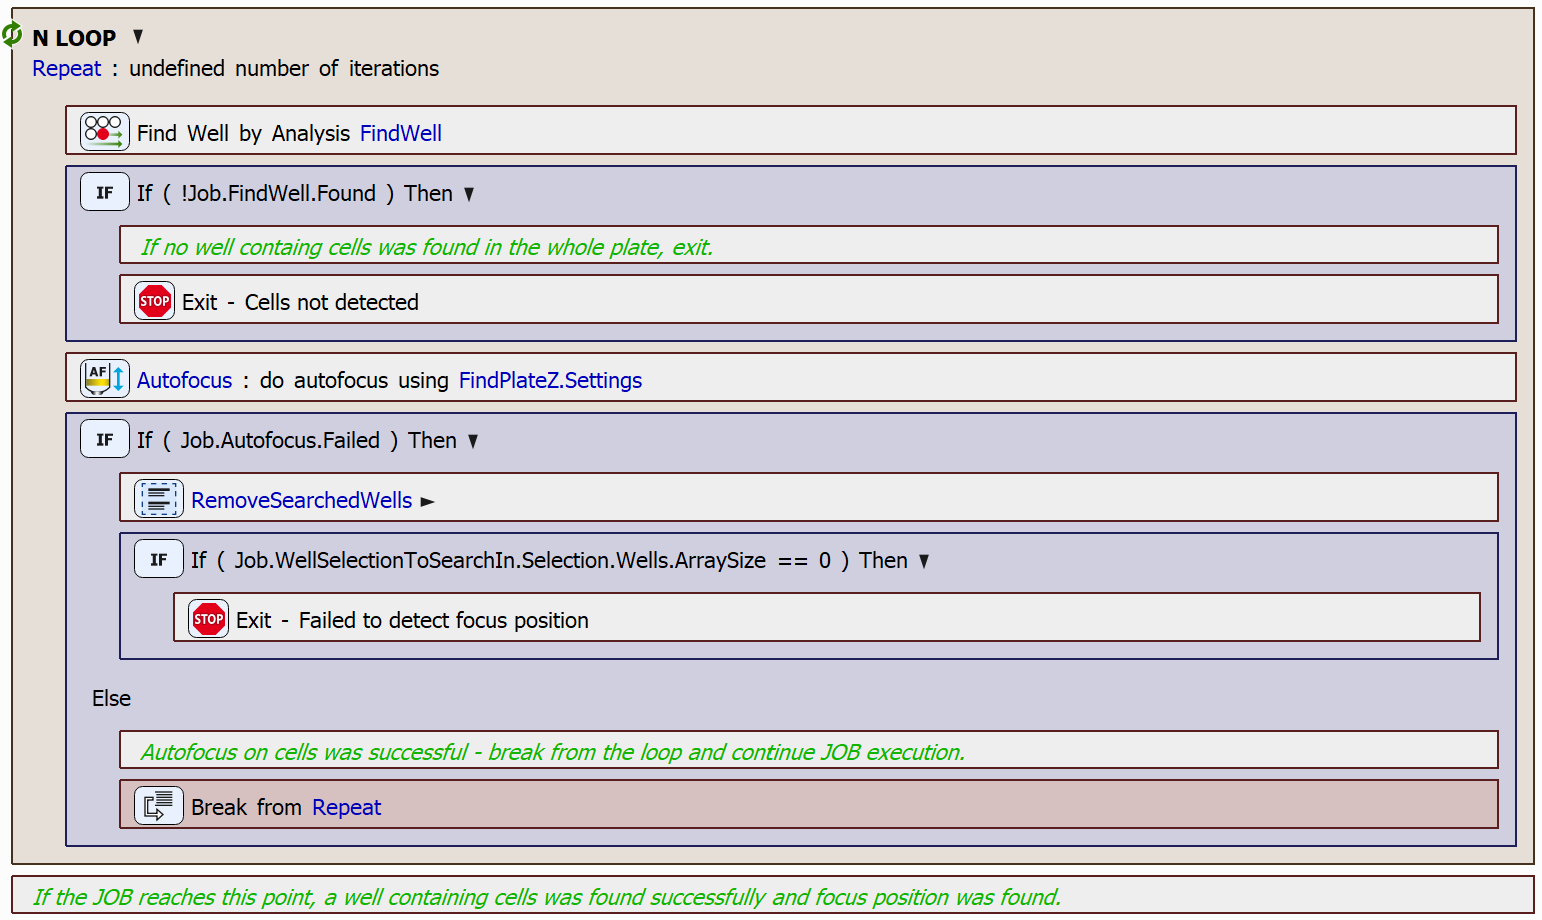 N LOOP ▼
Repeat : undefined number of iterations
Find Well by Analysis FindWell
IF If ( !Job.FindWell.Found ) Then ▼
If no well containg cells was found in the whole plate, exit.
STOP Exit - Cells not detected
AF Autofocus : do autofocus using FindPlateZ.Settings
IF If ( Job.Autofocus.Failed ) Then ▼
RemoveSearchedWells ►
IF If ( Job.WellSelectionToSearchIn.Selection.Wells.ArraySize == 0 ) Then ▼
STOP Exit - Failed to detect focus position
Else
Autofocus on cells was successful - break from the loop and continue JOB execution.
Break from Repeat
If the JOB reaches this point, a well containing cells was found successfully and focus position was found.